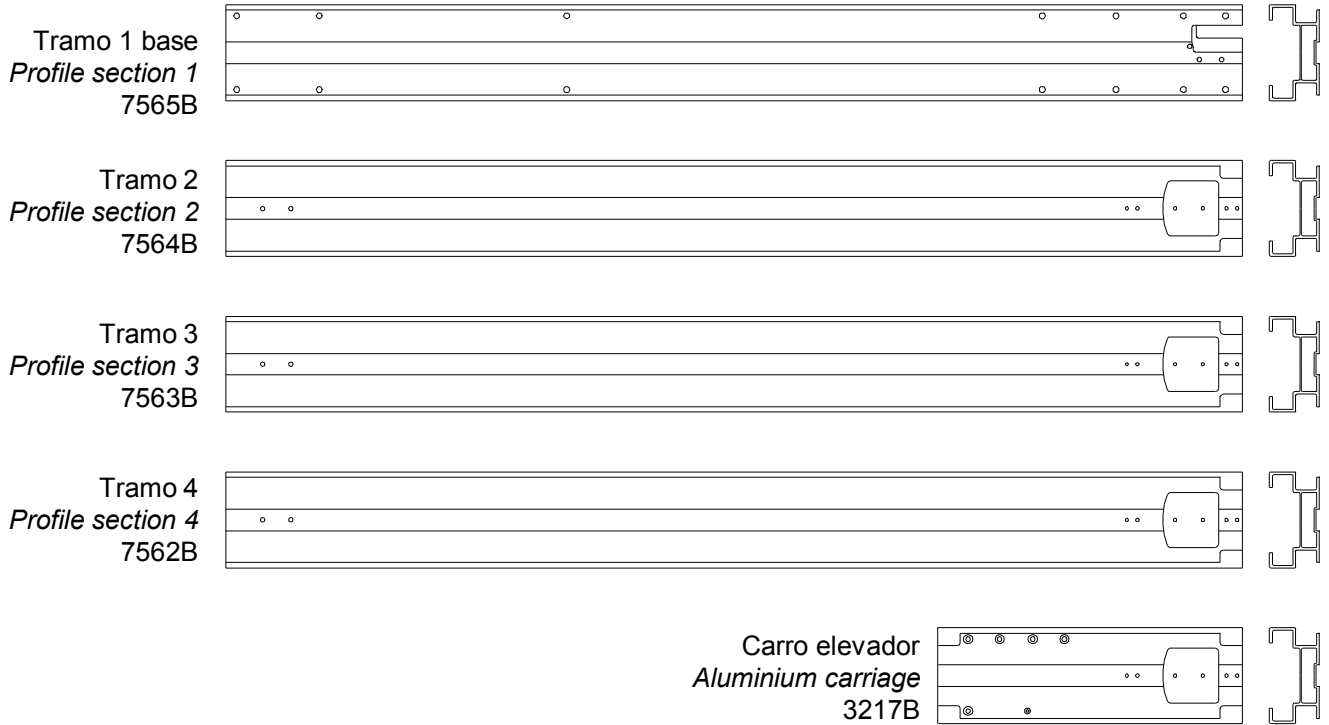 Tramo 1 base
Profile section 1
7565B
Tramo 2
Profile section 2
7564B
Tramo 3
Profile section 3
7563B
Tramo 4
Profile section 4
7562B
Carro elevador
Aluminium carriage
3217B